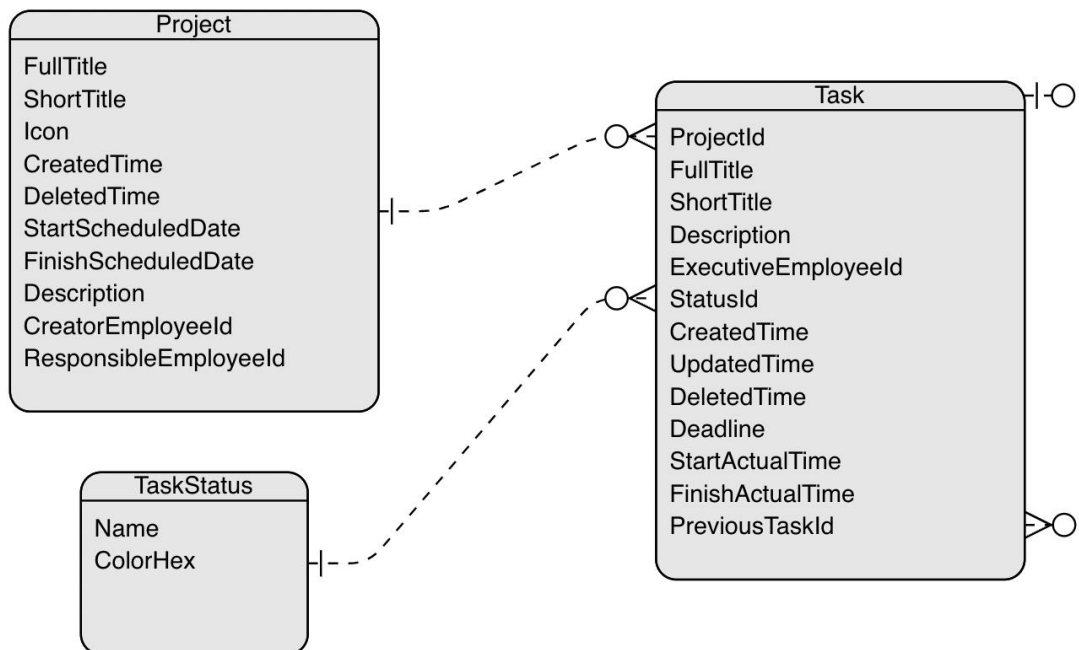 Project
FullTitle
ShortTitle
Icon
CreatedTime
DeletedTime
StartScheduledDate
FinishScheduledDate
Description
CreatorEmployeeId
ResponsibleEmployeeId
Task
ProjectId
FullTitle
ShortTitle
Description
ExecutiveEmployeeId
StatusId
CreatedTime
UpdatedTime
DeletedTime
Deadline
StartActualTime
FinishActualTime
PreviousTaskId
TaskStatus
Name
ColorHex